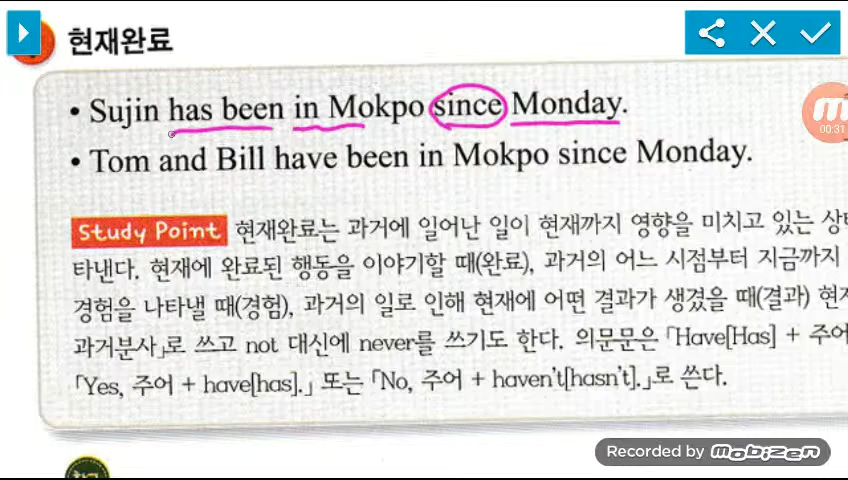 현재완료
• Sujin has been in Mokpo since Monday.
00:31
• Tom and Bill have been in Mokpo since Monday.
Study Point 현재완료는 과거에 일어난 일이 현재까지 영향을 미치고 있는
타낸다. 현재에 완료된 행동을 이야기할 때(완료), 과거의 어느 시점부터 지금까지
경험을 나타낼 때(경험), 과거의 일로 인해 현재에 어떤 결과가 생겼을 때(결과)
과거분사」로 쓰고 not 대신에 never를 쓰기도 한다. 의문문은 「Have[Has] + 주어
「Yes, 주어 + have[has].」 또는 「No, 주어 + haven't[hasn't].」로 쓴다.
Recorded by mobizen